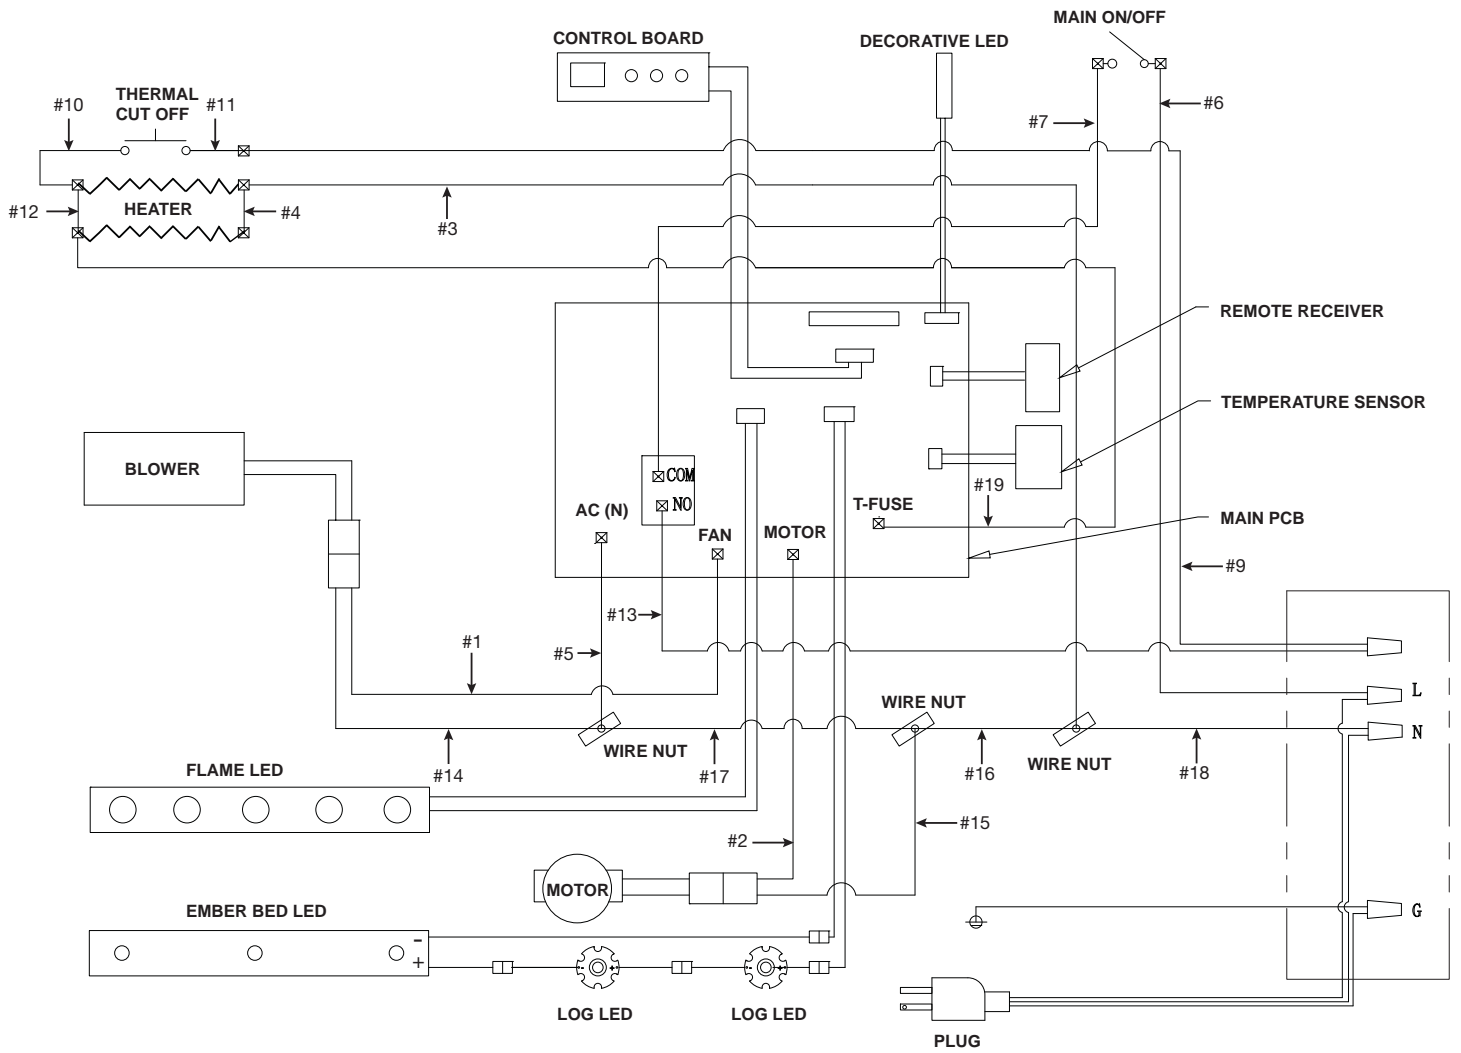 MAIN ON/OFF
CONTROL BOARD
DECORATIVE LED
THERMAL
CUT OFF
#10
#11
#6
#7
#12
HEATER
#4
#3
REMOTE RECEIVER
TEMPERATURE SENSOR
BLOWER
COM
NO
#19
T-FUSE
AC (N)
FAN
MOTOR
MAIN PCB
#9
#13
#1
#5
L
WIRE NUT
N
WIRE NUT
WIRE NUT
#14
#17
#16
#18
FLAME LED
#15
#2
MOTOR
EMBER BED LED
G
-
+
- +
- +
LOG LED
LOG LED
PLUG